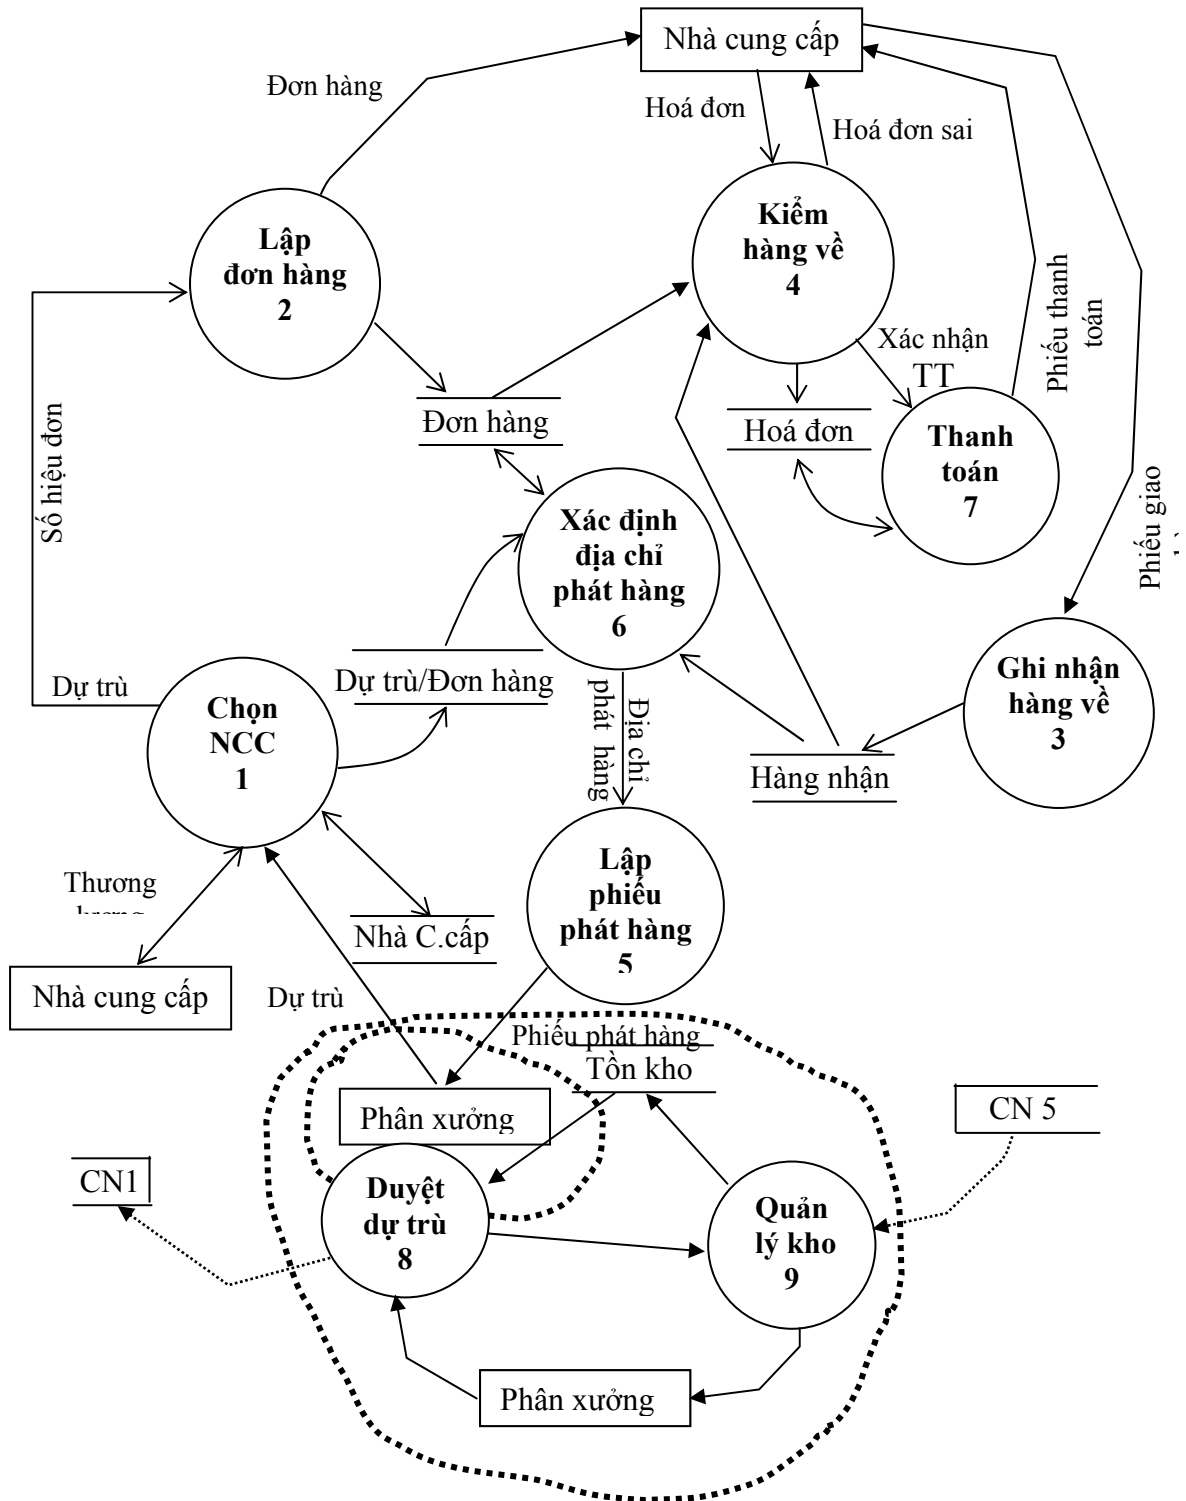 Nhà cung cấp
Đơn hàng
Hoá đơn
Hoá đơn sai
Lập
đơn hàng
2
Kiểm
hàng về
4
Phiếu thanh
toán
Xác nhận
TT
Số hiệu đơn
Đơn hàng
Hoá đơn
Thanh
toán
7
Phiếu giao
Xác định
địa chỉ
phát hàng
6
Dự trù/Đơn hàng
Dự trù
Chọn
NCC
1
Địa chỉ
phát hàng
Ghi nhận
hàng về
3
Hàng nhận
Thương
Lập
phiếu
phát hàng
5
Nhà C.cấp
Nhà cung cấp
Dự trù
Phiếu phát hàng
Tồn kho
Phân xưởng
CN 5
CN1
Duyệt
dự trù
8
Quản
lý kho
9
Phân xưởng